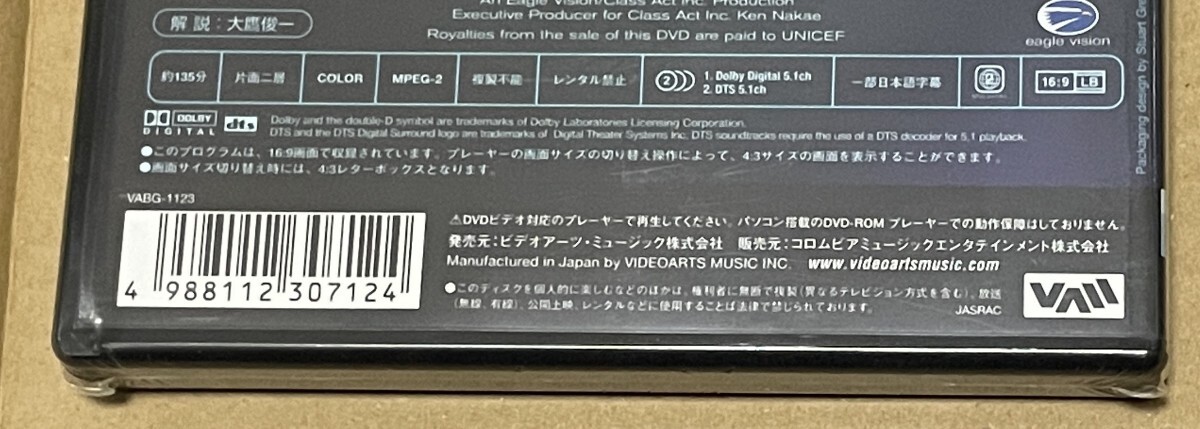 An Eagle Vision/Class Act Inc. Production
Executive Producer for Class Act Inc. Ken Nakae
Royalties from the sale of this DVD are paid to UNICEF
解 説：大鷹俊一
eagle vision
Packaging design by Stuart Gre
約135分 片面二層 COLOR MPEG-2 複製不能 レンタル禁止 2 1. Dolby Digital 5.1ch 一部日本語字幕 2 16:9 LB
2. DTS 5.1ch
DOLBY
DIGITAL dts
Dolby and the double-D symbol are trademarks of Dolby Laboratories Licensing Corporation.
DTS and the DTS Digital Surround logo are trademarks of Digital Theater Systems Inc. DTS soundtracks require the use of a DTS decoder for 5.1 playback.
●このプログラムは、16:9画面で収録されています。プレーヤーの画面サイズの切り替え操作によって、4:3サイズの画面を表示することができます。
●画面サイズ切り替え時には、4:3レターボックスとなります。
VABG-1123
4 988112 307124
⚠DVDビデオ対応のプレーヤーで再生してください。パソコン搭載のDVD-ROM プレーヤーでの動作保障はしておりません。
発売元：ビデオアーツ・ミュージック株式会社 販売元：コロムビアミュージックエンタテインメント株式会社
Manufactured in Japan by VIDEOARTS MUSIC INC. www.videoartsmusic.com
●このディスクを個人的に楽しむなどのほかは、権利者に無断で複製(異なるテレビジョン方式を含む)、放送
(無線、有線)、公開上映、レンタルなどに使用することは法律で禁じられております。
JASRAC
VAM